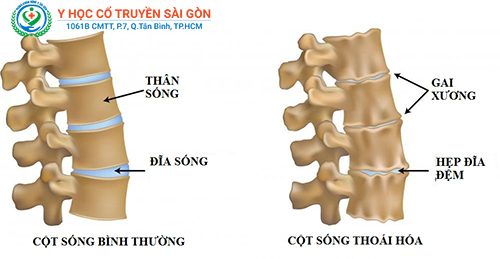 Y HỌC CỔ TRUYỀN SÀI GÒN
1061B CMTT, P.7, Q.Tân Bình, TP.HCM
THÂN
SỐNG
ĐĨA SỐNG
CỘT SỐNG BÌNH THƯỜNG
GAI
XƯƠNG
HẸP ĐĨA
ĐỆM
CỘT SỐNG THOÁI HÓA